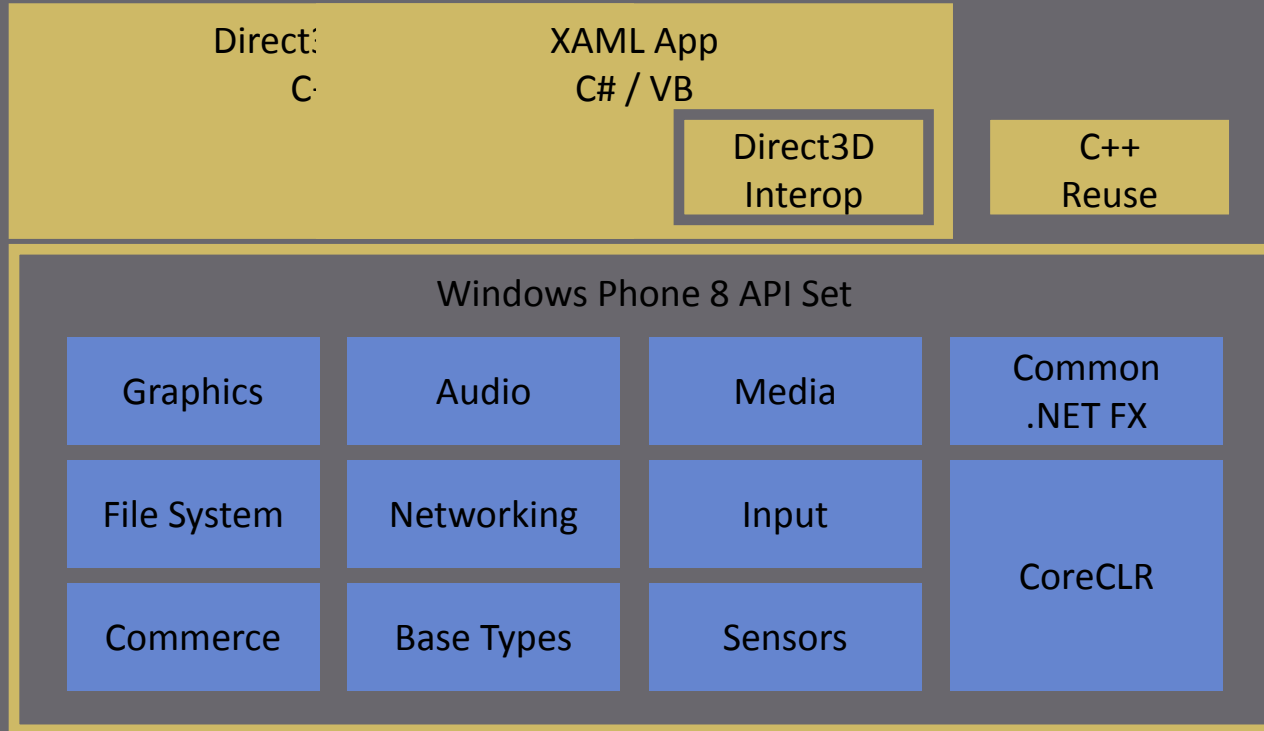 Direct3
C+
XAML App
C# / VB
Direct3D
Interop
C++
Reuse
Windows Phone 8 API Set
Graphics
Audio
Media
Common
.NET FX
File System
Networking
Input
CoreCLR
Commerce
Base Types
Sensors